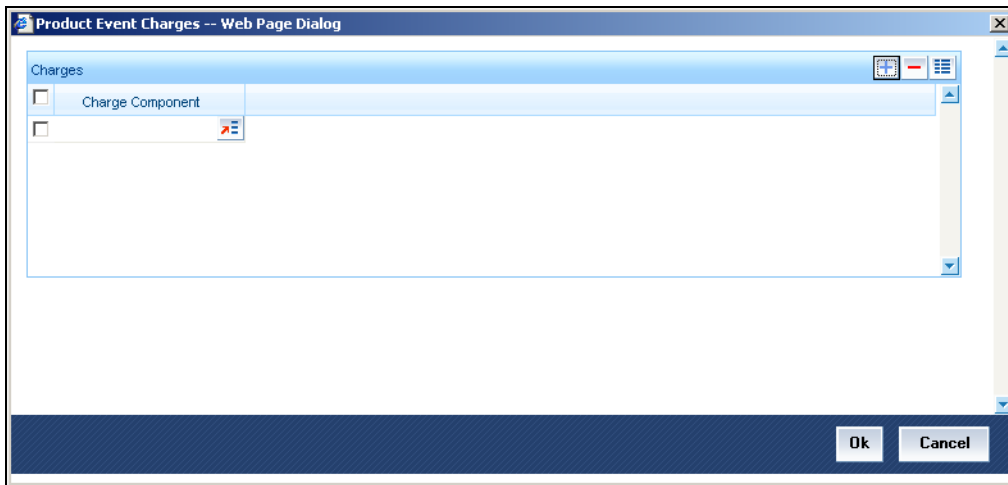 Product Event Charges -- Web Page Dialog
Charges
Charge Component
Ok Cancel